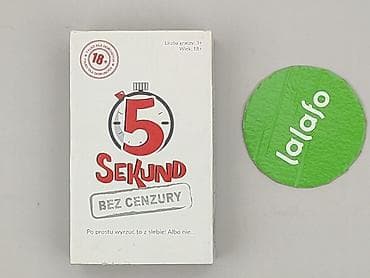 Liczba graczy: 3+
Wiek: 18+
18+
5
SEKUND
BEZ CENZURY
Po prostu wyrzuć to z siebie! Albo nie...
lalafo